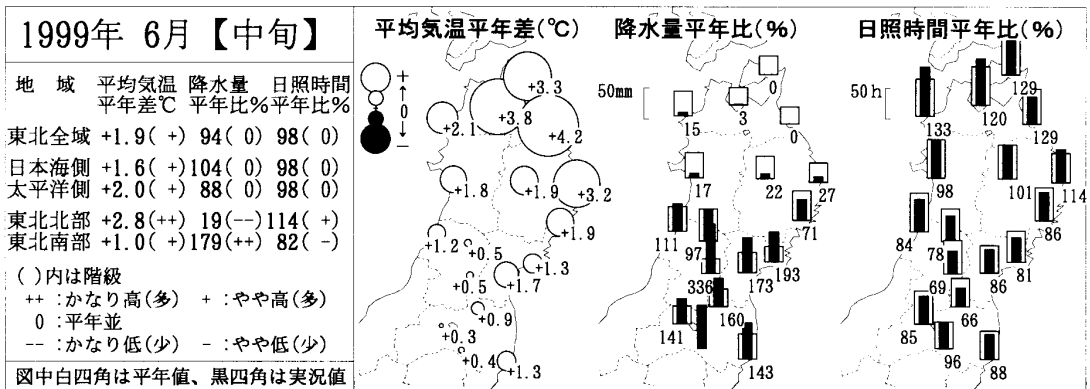 1999年 6月【中旬】
地 域 平均気温 降水量 日照時間
平年差℃ 平年比% 平年比%
東北全域 +1.9( +) 94( 0) 98( 0)
日本海側 +1.6( +) 104( 0) 98( 0)
太平洋側 +2.0( +) 88( 0) 98( 0)
東北北部 +2.8(++) 19(--) 114( +)
東北南部 +1.0( +) 179(++) 82( -)
( )内は階級
++ :かなり高(多) + :やや高(多)
0 :平年並
-- :かなり低(少) - :やや低(少)
図中白四角は平年値、黒四角は実況値
平均気温平年差(℃)
+
0
-
+3.3
+3.8
+2.1
+4.2
+1.8
+1.9
+3.2
+1.9
+1.2
+0.5
+1.3
+0.5
+1.7
+0.9
+0.3
+0.4
+1.3
降水量平年比(%)
50mm
0
3
15
0
17
22
27
71
111
97
193
336
173
160
141
143
日照時間平年比(%)
50h
129
120
133
129
98
101
114
86
84
78
81
86
69
66
85
96
88